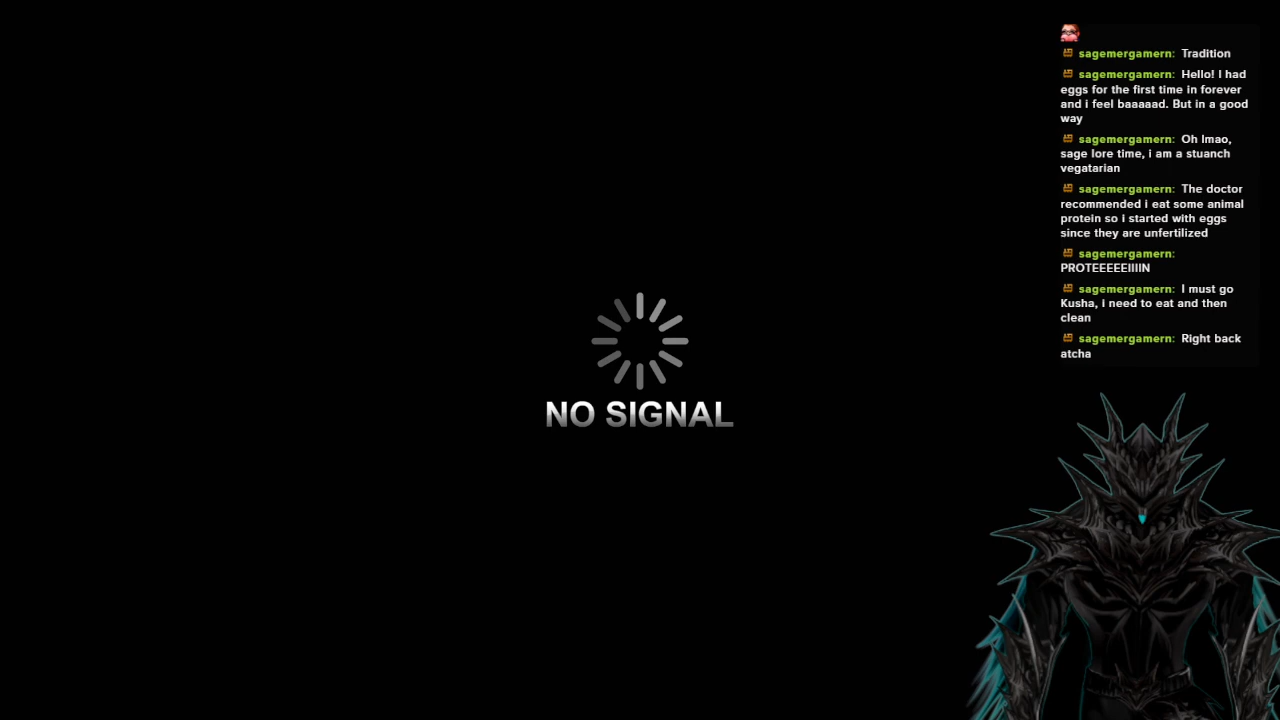 sagemergamern: Tradition
sagemergamern: Hello! I had
eggs for the first time in forever
and i feel baaaaad. But in a good
way
sagemergamern: Oh lmao,
sage lore time, i am a stuanch
vegatarian
sagemergamern: The doctor
recommended i eat some animal
protein so i started with eggs
since they are unfertilized
sagemergamern:
PROTEEEEEIIIIN
sagemergamern: I must go
Kusha, i need to eat and then
clean
sagemergamern: Right back
atcha
NO SIGNAL